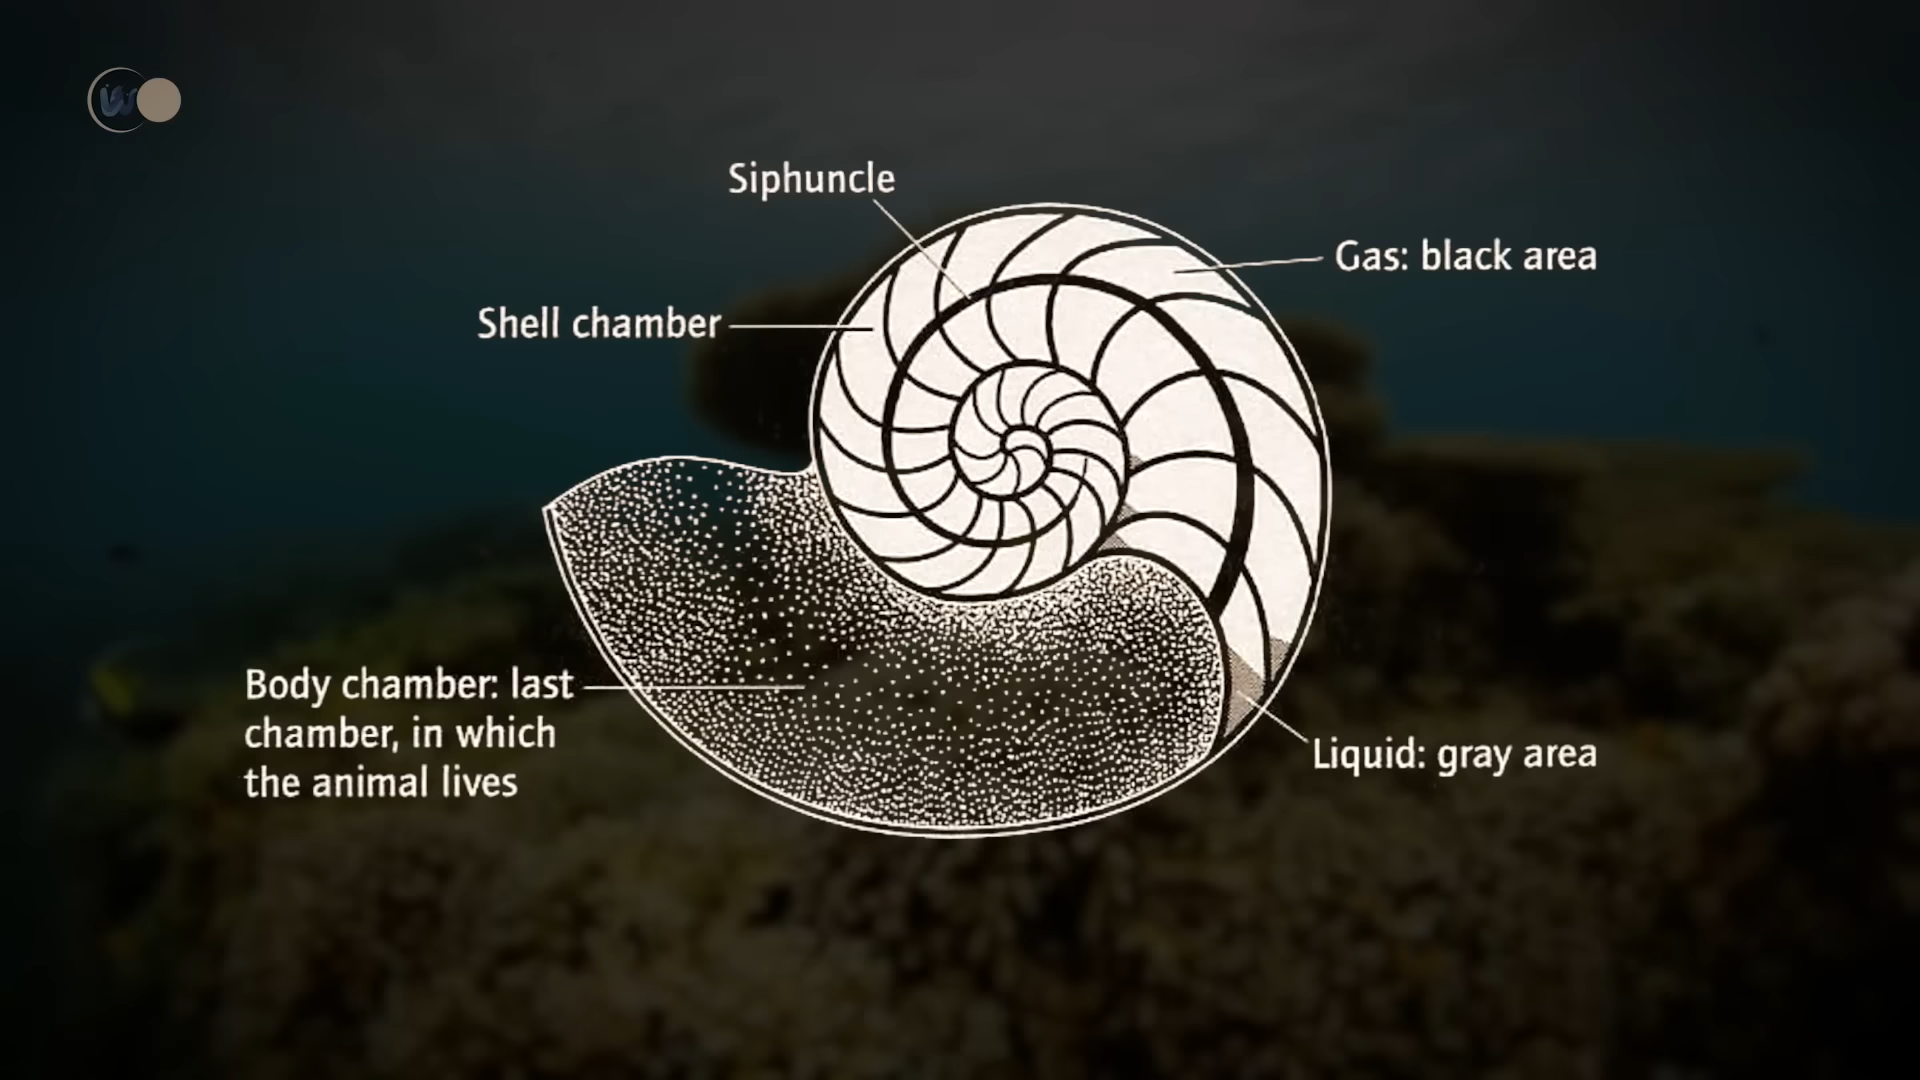 Siphuncle
Gas: black area
Shell chamber
Body chamber: last
chamber, in which
the animal lives
Liquid: gray area